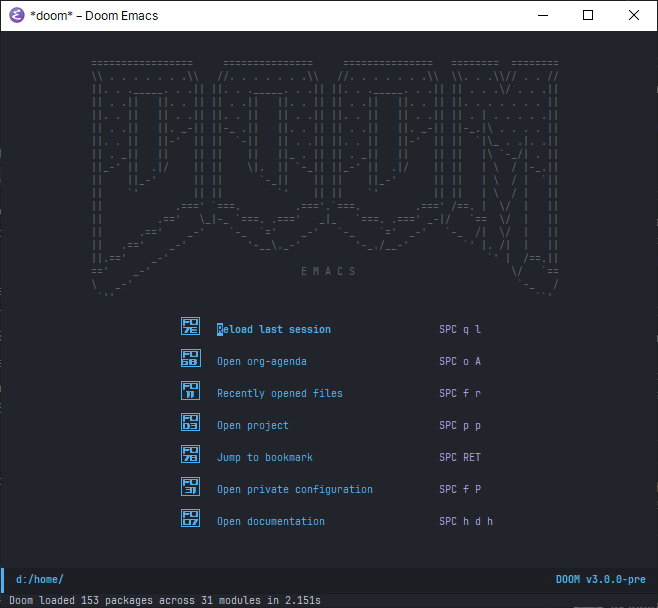 *doom* – Doom Emacs
E M A C S
Reload last session SPC q l
Open org-agenda SPC o A
Recently opened files SPC f r
Open project SPC p p
Jump to bookmark SPC RET
Open private configuration SPC f P
Open documentation SPC h d h
d:/home/ DOOM v3.0.0-pre
Doom loaded 153 packages across 31 modules in 2.151s